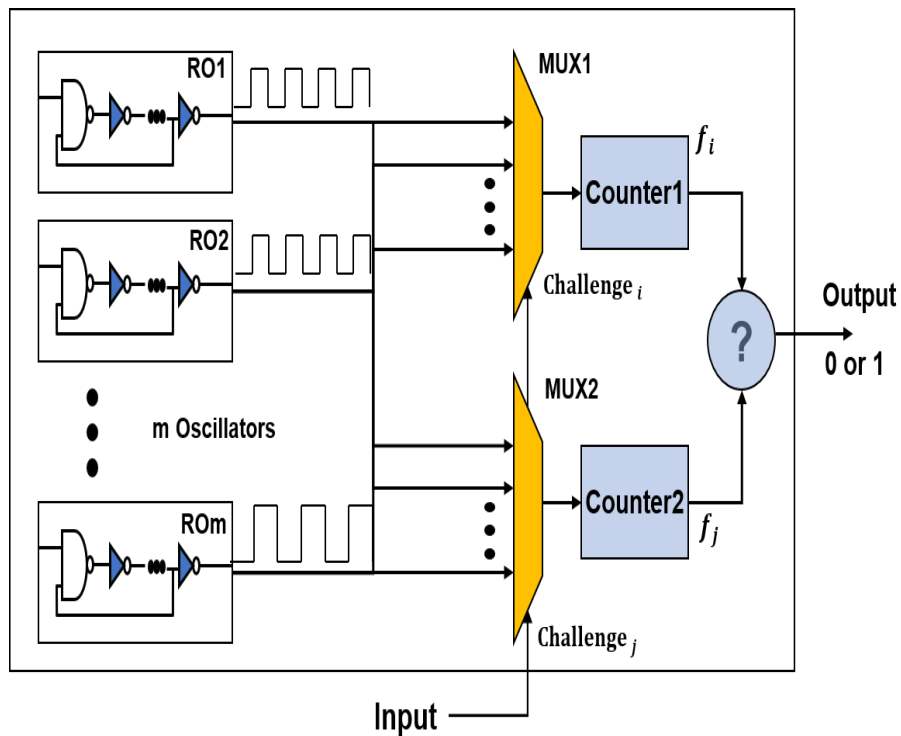 RO1
MUX1
f_i
Counter1
RO2
Challenge_i
Output
?
0 or 1
MUX2
m Oscillators
Counter2
ROm
f_j
Challenge_j
Input